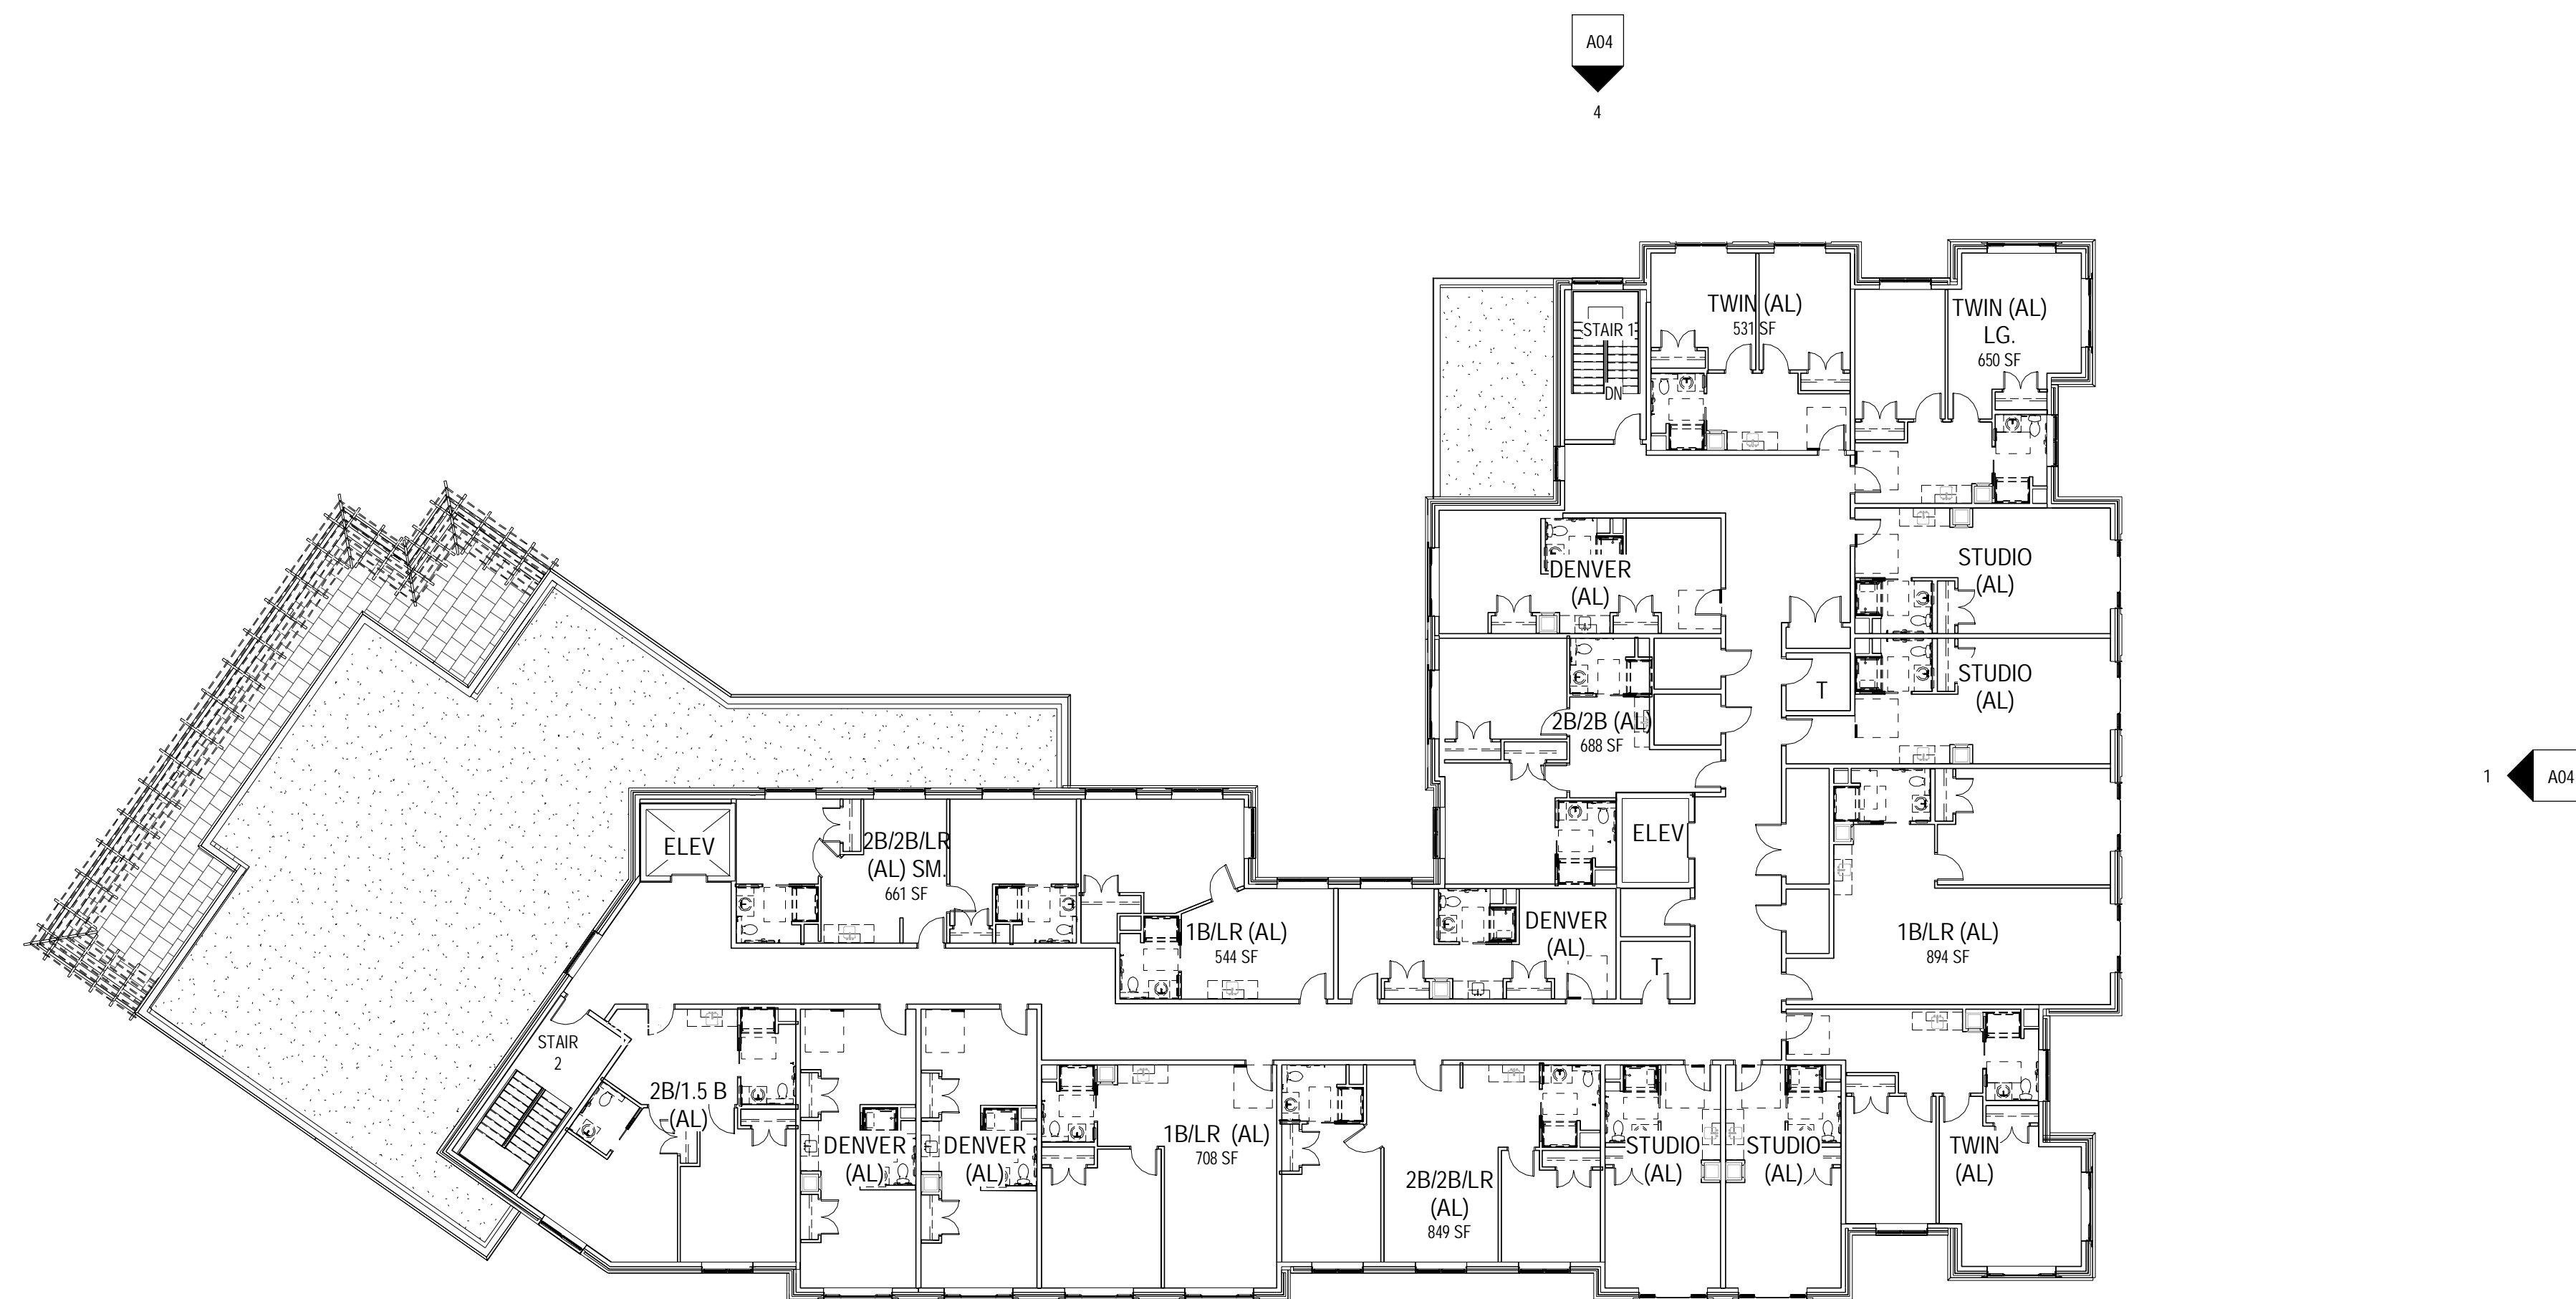 A04
4
TWIN (AL)
531 SF
TWIN (AL)
LG.
650 SF
STAIR 1
DN
STUDIO
(AL)
DENVER
(AL)
STUDIO
(AL)
T
2B/2B (AL)
688 SF
1
A04
ELEV
ELEV
2B/2B/LR
(AL) SM.
661 SF
1B/LR (AL)
544 SF
DENVER
(AL)
1B/LR (AL)
894 SF
T
STAIR
2
2B/1.5 B
(AL)
DENVER
(AL)
DENVER
(AL)
1B/LR (AL)
708 SF
2B/2B/LR
(AL)
849 SF
STUDIO
(AL)
STUDIO
(AL)
TWIN
(AL)